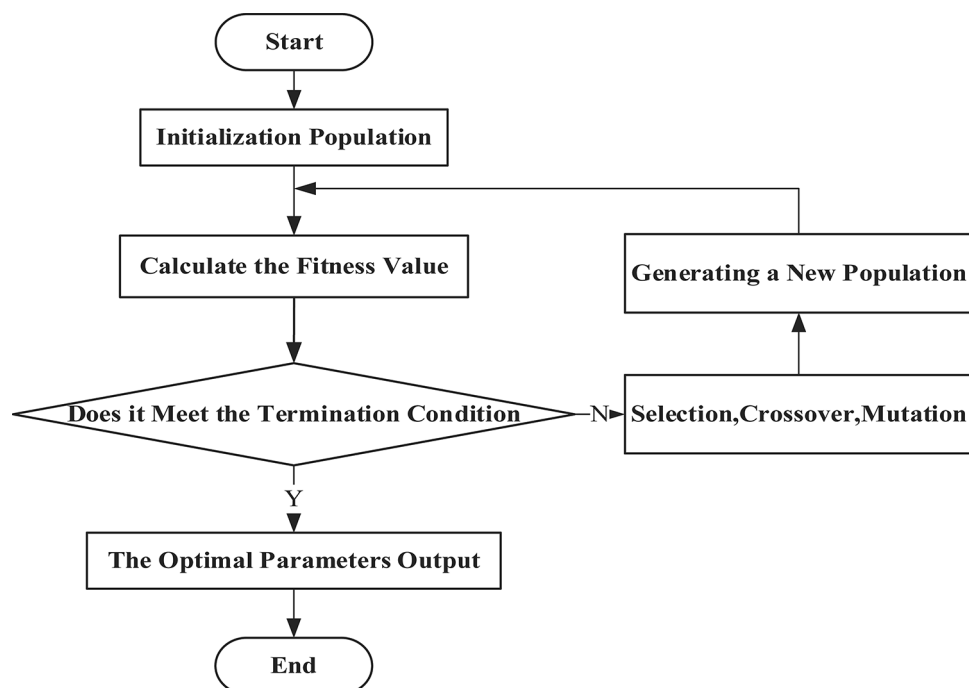 Start
Initialization Population
Calculate the Fitness Value
Generating a New Population
Does it Meet the Termination Condition
N
Selection,Crossover,Mutation
Y
The Optimal Parameters Output
End